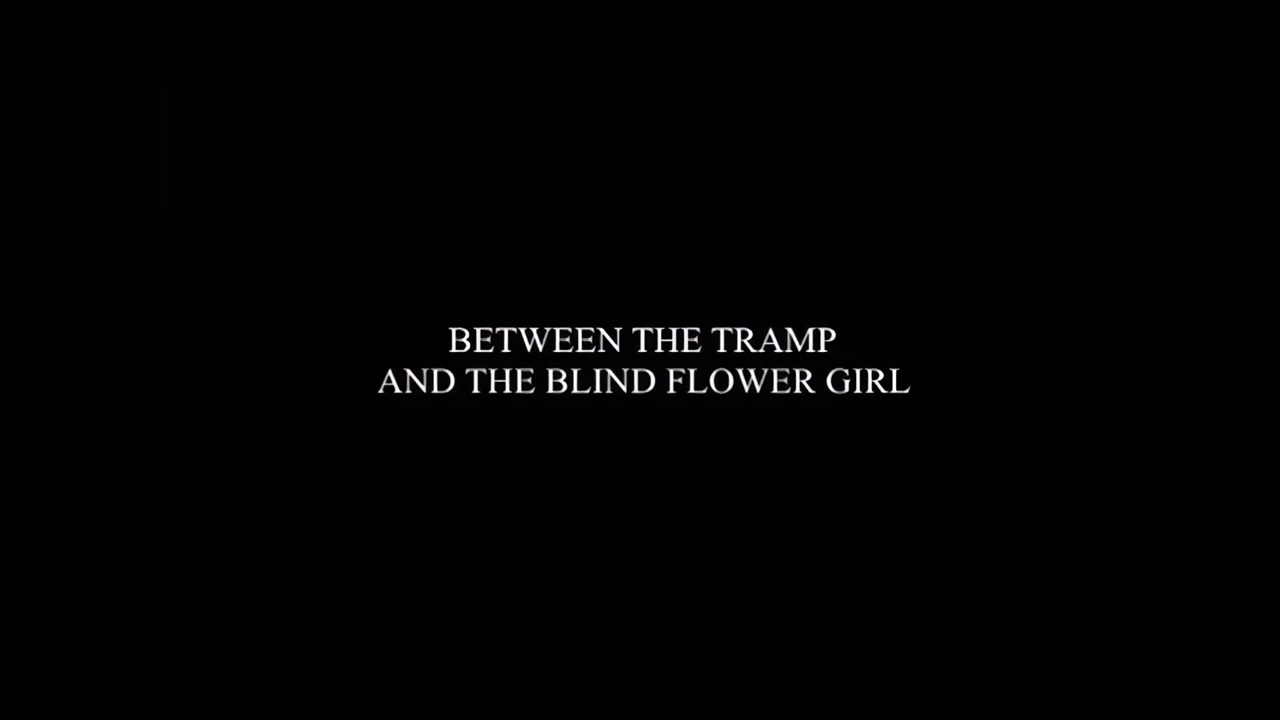 BETWEEN THE TRAMP
AND THE BLIND FLOWER GIRL